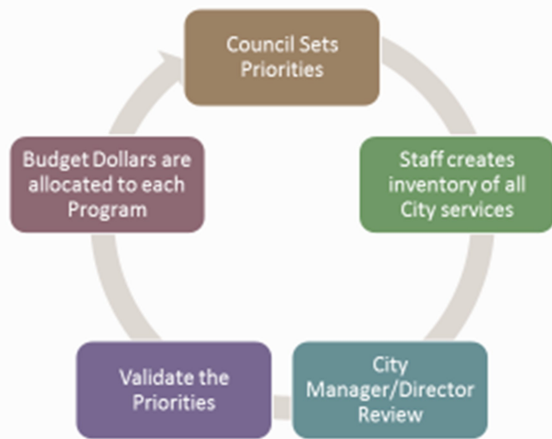 Council Sets
Priorities
Staff creates
inventory of all
City services
City
Manager/Director
Review
Validate the
Priorities
Budget Dollars are
allocated to each
Program